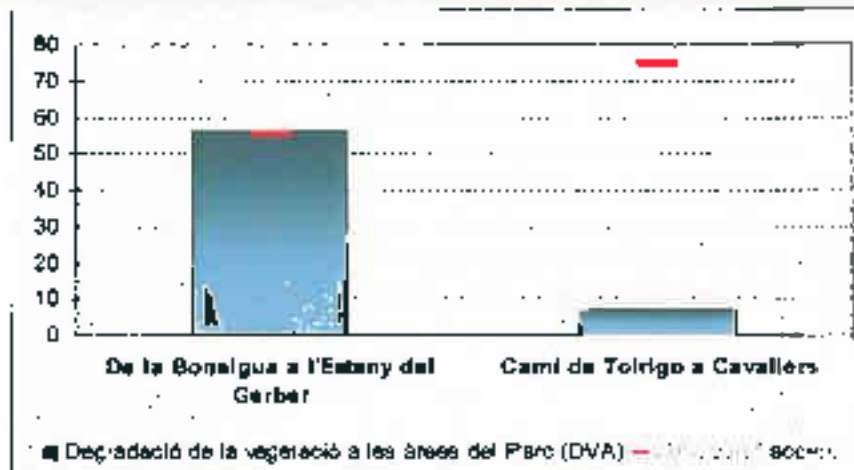 80
70
60
50
40
30
20
10
0
De la Bonaigua a l'Estany del
Gerber
Camí de Toirigo a Cavallers
Degradació de la vegetació a les àrees del Parc (DVA)